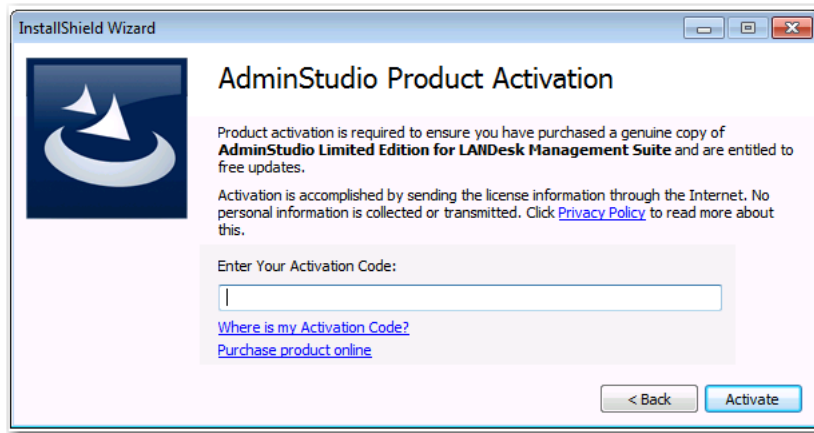 InstallShield Wizard
AdminStudio Product Activation
Product activation is required to ensure you have purchased a genuine copy of
AdminStudio Limited Edition for LANDesk Management Suite and are entitled to
free updates.
Activation is accomplished by sending the license information through the Internet. No
personal information is collected or transmitted. Click Privacy Policy to read more about
this.
Enter Your Activation Code:
Where is my Activation Code?
Purchase product online
< Back Activate